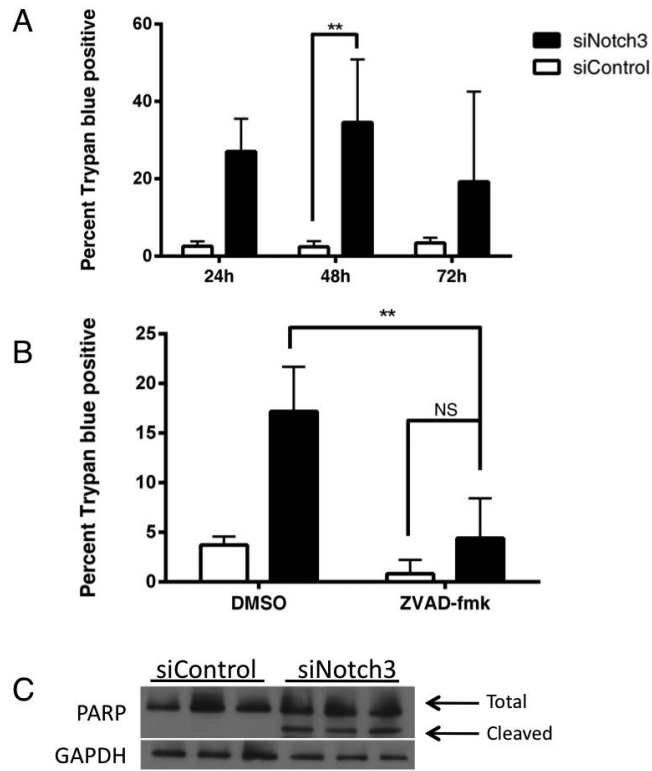 A
Percent Trypan blue positive
60
40
20
0
**
24h
48h
72h
siNotch3
siControl
B
Percent Trypan blue positive
25
20
15
10
5
0
**
NS
DMSO
ZVAD-fmk
C
siControl siNotch3
PARP
Total
Cleaved
GAPDH